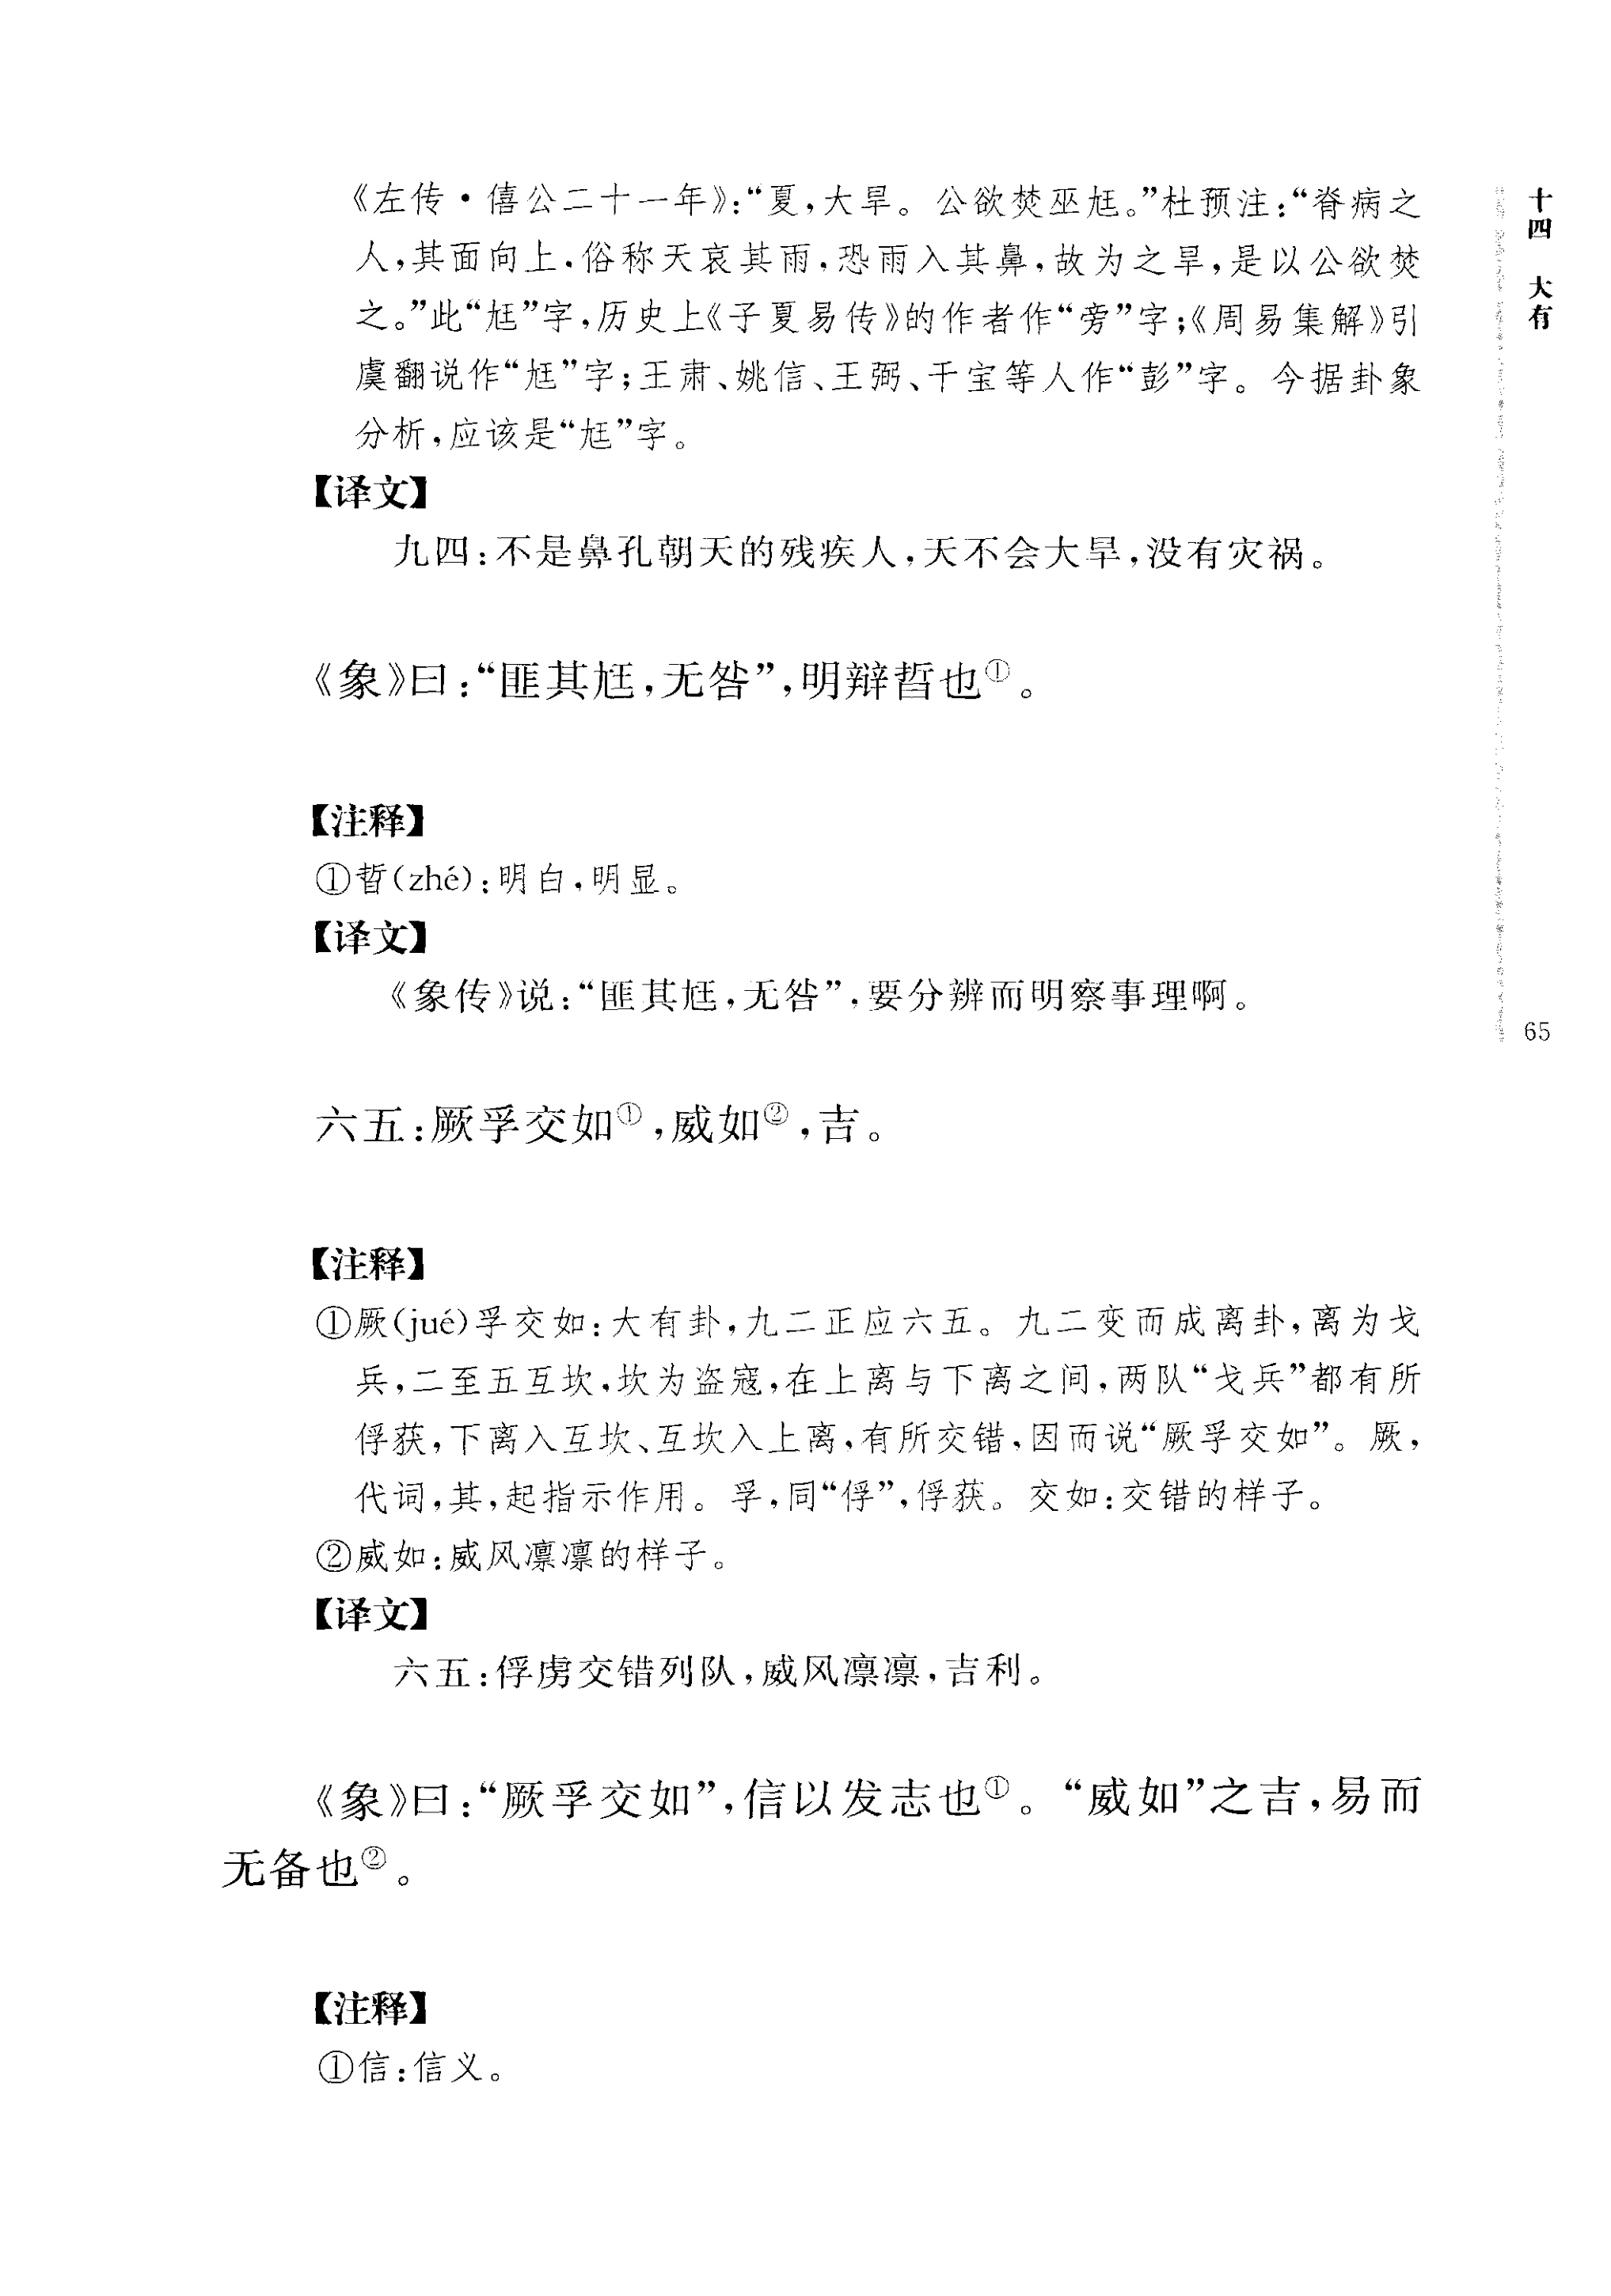 《左传·僖公二十一年》：“夏，大旱。公欲焚巫尪。”杜预注：“脊病之
人，其面向上，俗称天哀其雨，恐雨入其鼻，故为之旱，是以公欲焚
之。”此“尪”字，历史上《子夏易传》的作者作“旁”字；《周易集解》引
虞翻说作“尪”字；王肃、姚信、王弼、干宝等人作“彭”字。今据卦象
分析，应该是“尪”字。
【译文】
九四：不是鼻孔朝天的残疾人，天不会大旱，没有灾祸。
《象》曰：“匪其尪，无咎”，明辩晢也①。
【注释】
①晢(zhé)：明白，明显。
【译文】
《象传》说：“匪其尪，无咎”，要分辨而明察事理啊。
六五：厥孚交如①，威如②，吉。
【注释】
①厥(jué)孚交如：大有卦，九二正应六五。九二变而成离卦，离为戈
兵，二至五互坎，坎为盗寇，在上离与下离之间，两队“戈兵”都有所
俘获，下离入互坎、互坎入上离，有所交错，因而说“厥孚交如”。厥，
代词，其，起指示作用。孚，同“俘”，俘获。交如：交错的样子。
②威如：威风凛凛的样子。
【译文】
六五：俘虏交错列队，威风凛凛，吉利。
《象》曰：“厥孚交如”，信以发志也①。“威如”之吉，易而
无备也②。
【注释】
①信：信义。
十四 大有
65